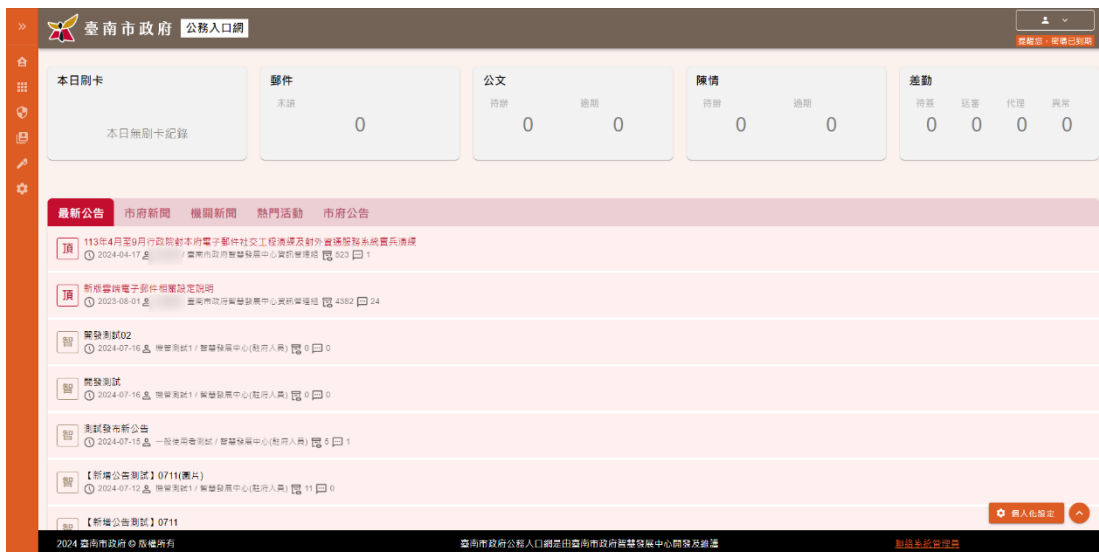 臺南市政府 公務入口網
提醒您,密碼已到期
本日刷卡
本日無刷卡紀錄
郵件
未讀
0
公文
待辦 逾期
0 0
陳情
待辦 逾期
0 0
差勤
待簽 送審 代理 異常
0 0 0 0
最新公告 市府新聞 機關新聞 熱門活動 市府公告
頂 113年4月至9月行政院對本府電子郵件社交工程演練及對外資通服務系統實兵演練
2024-04-17 / 臺南市政府智慧發展中心資訊管理組 523 1
頂 新版雲端電子郵件相關設定說明
2023-08-01 臺南市政府智慧發展中心資訊管理組 4382 24
智 開發測試02
2024-07-16 機管測試1 / 智慧發展中心(駐府人員) 0 0
智 開發測試
2024-07-16 機管測試1 / 智慧發展中心(駐府人員) 0 0
智 測試發布新公告
2024-07-15 一般使用者測試 / 智慧發展中心(駐府人員) 5 1
智 【新增公告測試】0711(圖片)
2024-07-12 機管測試1 / 智慧發展中心(駐府人員) 11 0
智 【新增公告測試】0711
個人化設定
2024 臺南市政府 © 版權所有
臺南市政府公務入口網是由臺南市政府智慧發展中心開發及維護
聯絡系統管理員